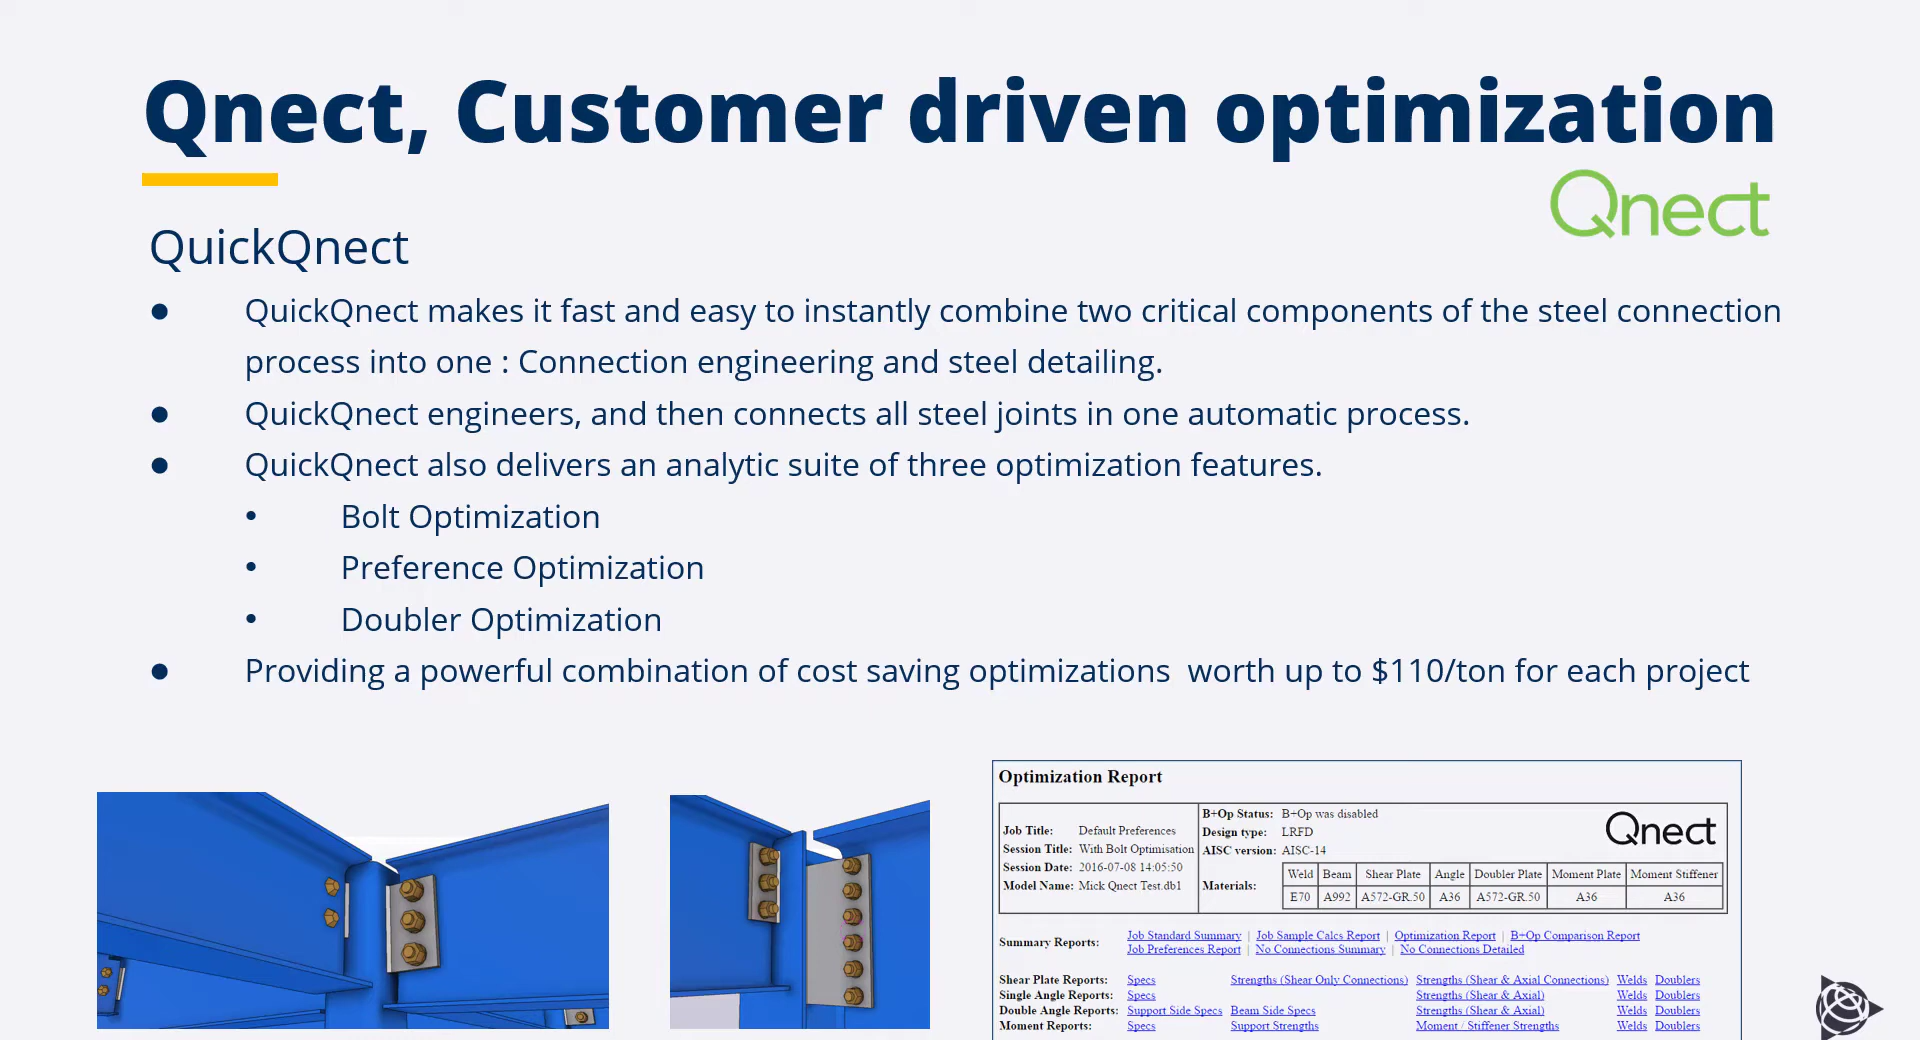 Qnect, Customer driven optimization
Qnect
QuickQnect
● QuickQnect makes it fast and easy to instantly combine two critical components of the steel connection
process into one : Connection engineering and steel detailing.
● QuickQnect engineers, and then connects all steel joints in one automatic process.
● QuickQnect also delivers an analytic suite of three optimization features.
• Bolt Optimization
• Preference Optimization
• Doubler Optimization
● Providing a powerful combination of cost saving optimizations  worth up to $110/ton for each project
Optimization Report
Job Title: Default Preferences
Session Title: With Bolt Optimisation
Session Date: 2016-07-08 14:05:50
Model Name: Mick Qnect Test.db1
B+Op Status: B+Op was disabled
Design type: LRFD
AISC version: AISC-14
Qnect
Materials:
Weld Beam Shear Plate Angle Doubler Plate Moment Plate Moment Stiffener
E70 A992 A572-GR.50 A36 A572-GR.50 A36 A36
Summary Reports: Job Standard Summary | Job Sample Calcs Report | Optimization Report | B+Op Comparison Report
Job Preferences Report | No Connections Summary | No Connections Detailed
Shear Plate Reports: Specs Strengths (Shear Only Connections) Strengths (Shear & Axial Connections) Welds Doublers
Single Angle Reports: Specs Strengths (Shear & Axial) Welds Doublers
Double Angle Reports: Support Side Specs Beam Side Specs Strengths (Shear & Axial) Welds Doublers
Moment Reports: Specs Support Strengths Moment / Stiffener Strengths Welds Doublers